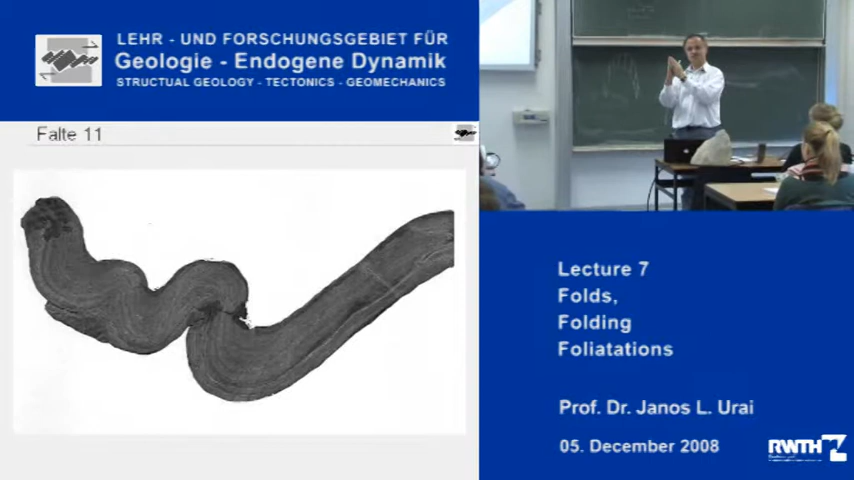 LEHR - UND FORSCHUNGSGEBIET FÜR
Geologie - Endogene Dynamik
STRUCTUAL GEOLOGY - TECTONICS - GEOMECHANICS
Falte 11
Lecture 7
Folds,
Folding
Foliatations
Prof. Dr. Janos L. Urai
05. December 2008
RWTH